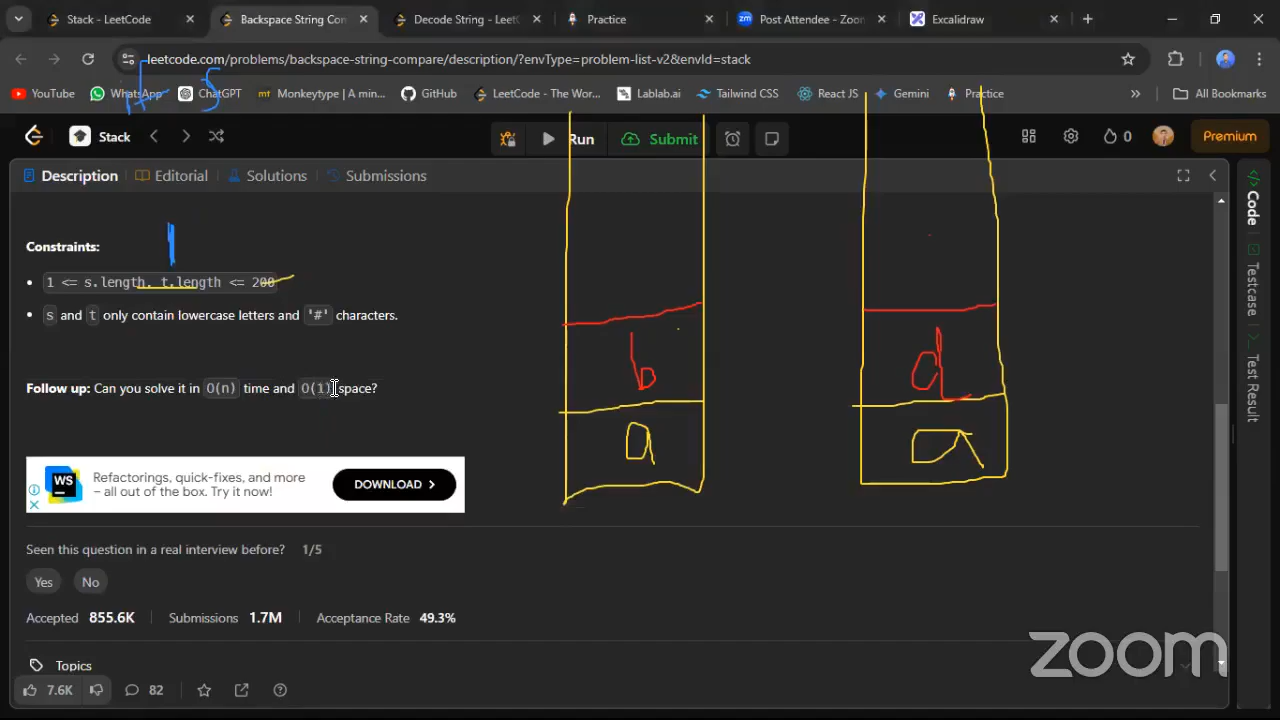 Stack - LeetCode
Backspace String Con
Decode String - LeetC
Practice
Post Attendee - Zoon
Excalidraw
leetcode.com/problems/backspace-string-compare/description/?envType=problem-list-v2&envId=stack
YouTube
WhatsApp
ChatGPT
mt Monkeytype | A min...
GitHub
LeetCode - The Wor...
Lablab.ai
Tailwind CSS
React JS
Gemini
Practice
All Bookmarks
Stack
Run
Submit
0
Premium
Description
Editorial
Solutions
Submissions
Code
Testcase
Test Result
Constraints:
1 <= s.length, t.length <= 200
s and t only contain lowercase letters and '#' characters.
b
d
Follow up: Can you solve it in O(n) time and O(1) space?
a
a
WS
Refactorings, quick-fixes, and more
– all out of the box. Try it now!
DOWNLOAD
Seen this question in a real interview before? 1/5
Yes
No
Accepted 855.6K
Submissions 1.7M
Acceptance Rate 49.3%
zoom
Topics
7.6K
82